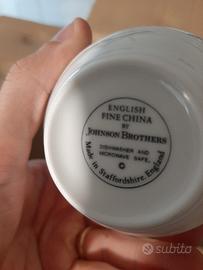 ENGLISH
FINE CHINA
BY
JOHNSON BROTHERS
DISHWASHER AND
MICROWAVE SAFE.
©
Made in Staffordshire, England
subito